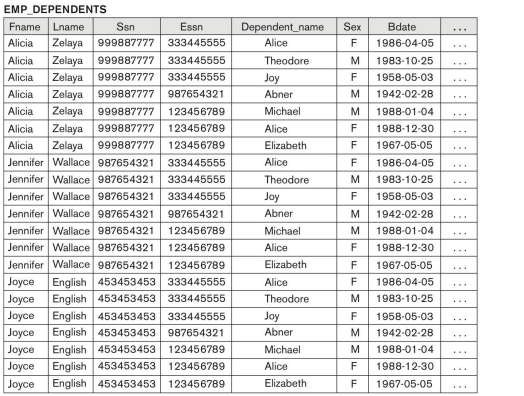 EMP_DEPENDENTS
Fname Lname Ssn Essn Dependent_name Sex Bdate ...
Alicia Zelaya 999887777 333445555 Alice F 1986-04-05 ...
Alicia Zelaya 999887777 333445555 Theodore M 1983-10-25 ...
Alicia Zelaya 999887777 333445555 Joy F 1958-05-03 ...
Alicia Zelaya 999887777 987654321 Abner M 1942-02-28 ...
Alicia Zelaya 999887777 123456789 Michael M 1988-01-04 ...
Alicia Zelaya 999887777 123456789 Alice F 1988-12-30 ...
Alicia Zelaya 999887777 123456789 Elizabeth F 1967-05-05 ...
Jennifer Wallace 987654321 333445555 Alice F 1986-04-05 ...
Jennifer Wallace 987654321 333445555 Theodore M 1983-10-25 ...
Jennifer Wallace 987654321 333445555 Joy F 1958-05-03 ...
Jennifer Wallace 987654321 987654321 Abner M 1942-02-28 ...
Jennifer Wallace 987654321 123456789 Michael M 1988-01-04 ...
Jennifer Wallace 987654321 123456789 Alice F 1988-12-30 ...
Jennifer Wallace 987654321 123456789 Elizabeth F 1967-05-05 ...
Joyce English 453453453 333445555 Alice F 1986-04-05 ...
Joyce English 453453453 333445555 Theodore M 1983-10-25 ...
Joyce English 453453453 333445555 Joy F 1958-05-03 ...
Joyce English 453453453 987654321 Abner M 1942-02-28 ...
Joyce English 453453453 123456789 Michael M 1988-01-04 ...
Joyce English 453453453 123456789 Alice F 1988-12-30 ...
Joyce English 453453453 123456789 Elizabeth F 1967-05-05 ...